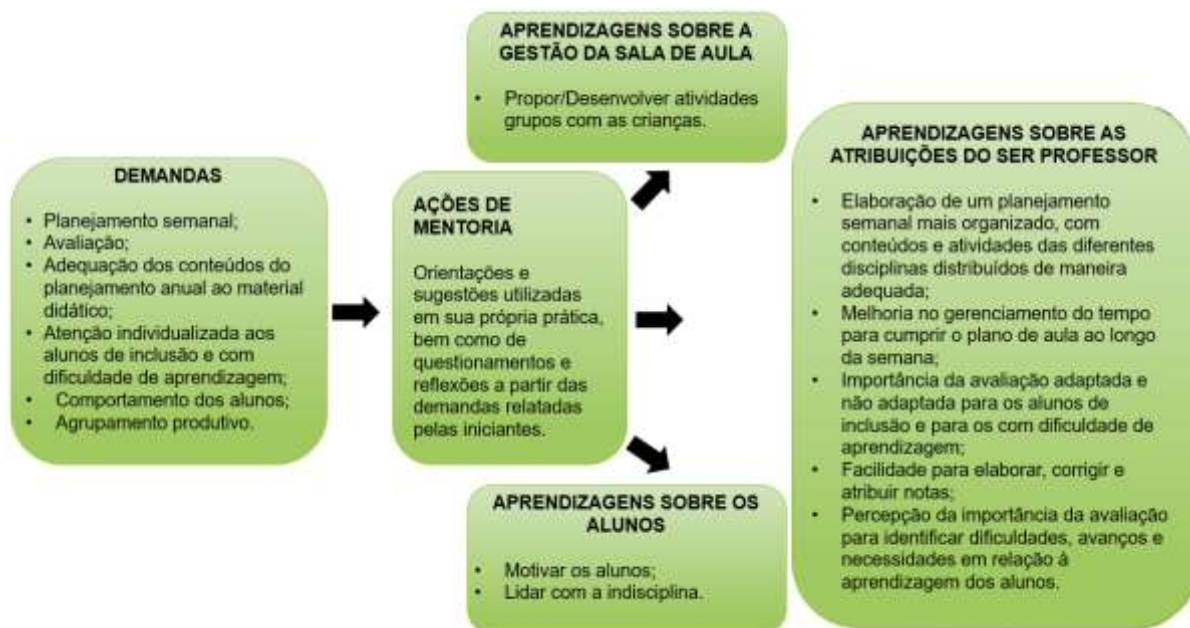 DEMANDAS
• Planejamento semanal;
• Avaliação;
• Adequação dos conteúdos do
planejamento anual ao material
didático;
• Atenção individualizada aos
alunos de inclusão e com
dificuldade de aprendizagem;
• Comportamento dos alunos;
• Agrupamento produtivo.
AÇÕES DE
MENTORIA
Orientações e
sugestões utilizadas
em sua própria prática,
bem como de
questionamentos e
reflexões a partir das
demandas relatadas
pelas iniciantes.
APRENDIZAGENS SOBRE A
GESTÃO DA SALA DE AULA
• Propor/Desenvolver atividades
grupos com as crianças.
APRENDIZAGENS SOBRE OS
ALUNOS
• Motivar os alunos;
• Lidar com a indisciplina.
APRENDIZAGENS SOBRE AS
ATRIBUIÇÕES DO SER PROFESSOR
• Elaboração de um planejamento
semanal mais organizado, com
conteúdos e atividades das diferentes
disciplinas distribuídos de maneira
adequada;
• Melhoria no gerenciamento do tempo
para cumprir o plano de aula ao longo
da semana;
• Importância da avaliação adaptada e
não adaptada para os alunos de
inclusão e para os com dificuldade de
aprendizagem;
• Facilidade para elaborar, corrigir e
atribuir notas;
• Percepção da importância da avaliação
para identificar dificuldades, avanços e
necessidades em relação à
aprendizagem dos alunos.